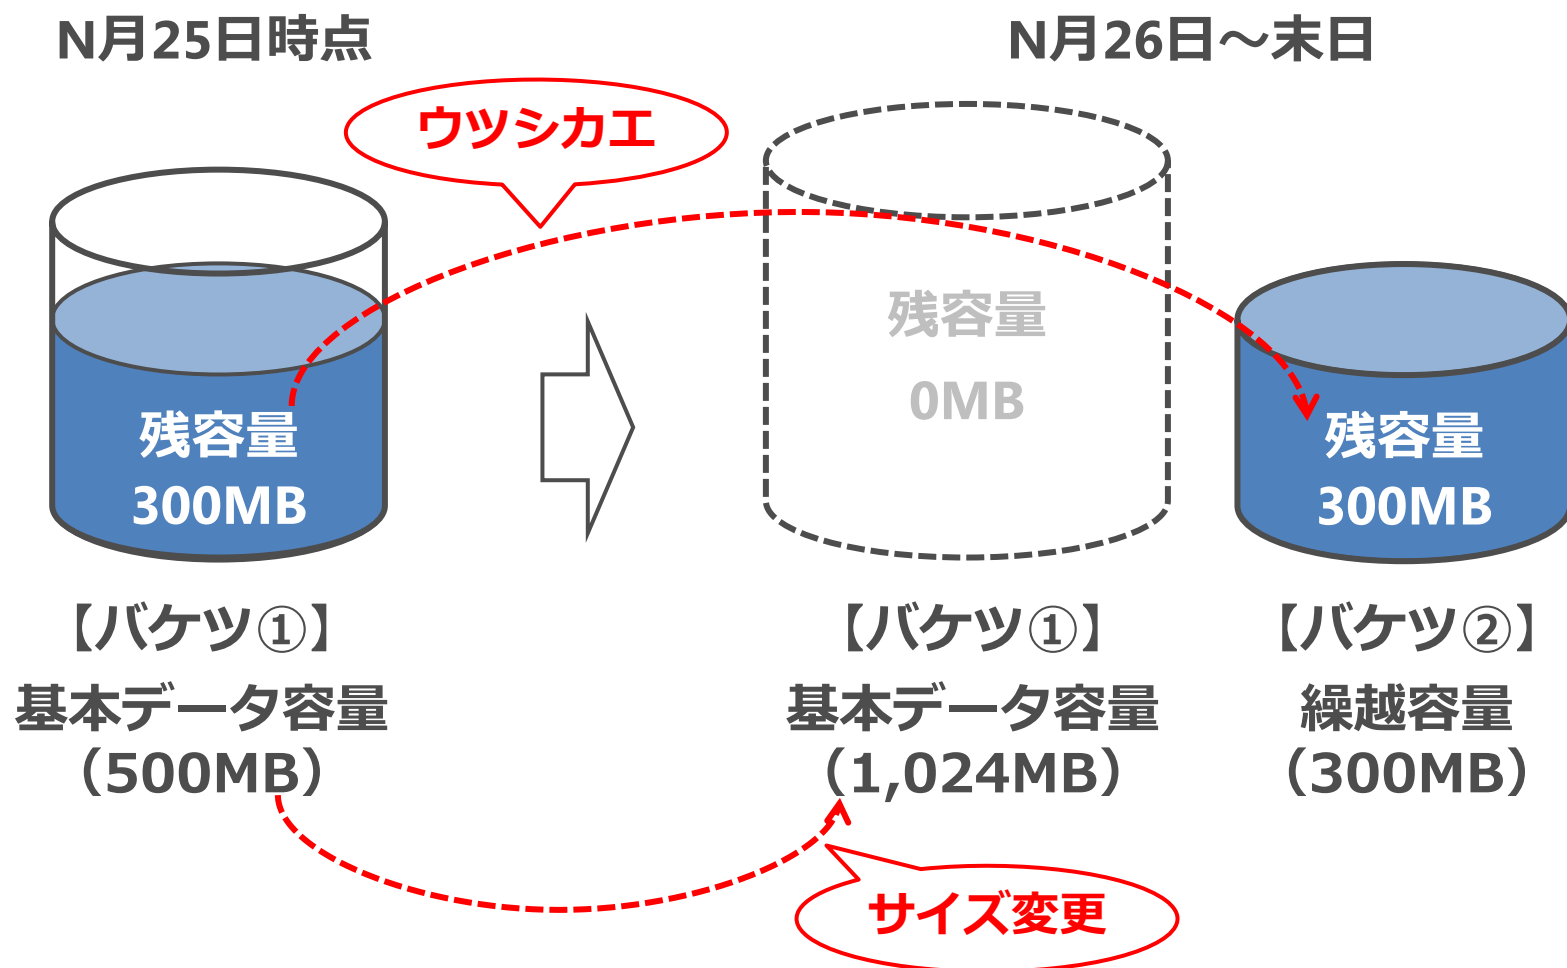 N月25日時点
N月26日～末日
ウツシカエ
残容量
300MB
残容量
0MB
残容量
300MB
【バケツ①】
基本データ容量
（500MB）
【バケツ①】
基本データ容量
（1,024MB）
【バケツ②】
繰越容量
（300MB）
サイズ変更